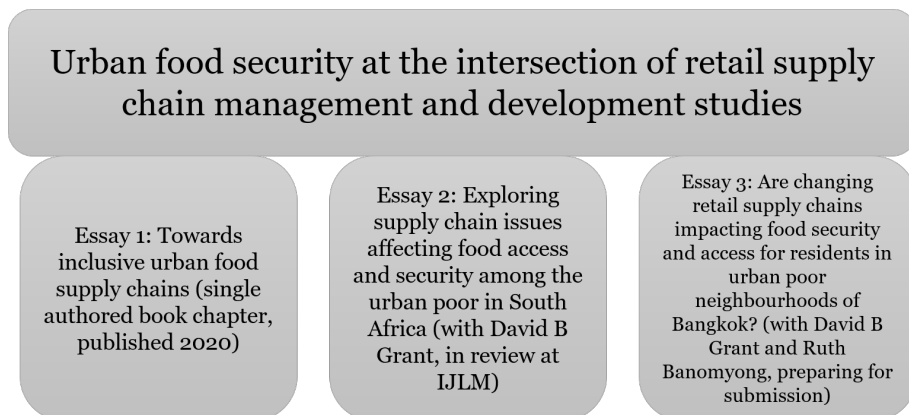 Urban food security at the intersection of retail supply
chain management and development studies
Essay 1: Towards
inclusive urban food
supply chains (single
authored book chapter,
published 2020)
Essay 2: Exploring
supply chain issues
affecting food access
and security among the
urban poor in South
Africa (with David B
Grant, in review at
IJLM)
Essay 3: Are changing
retail supply chains
impacting food security
and access for residents in
urban poor
neighbourhoods of
Bangkok? (with David B
Grant and Ruth
Banomyong, preparing for
submission)